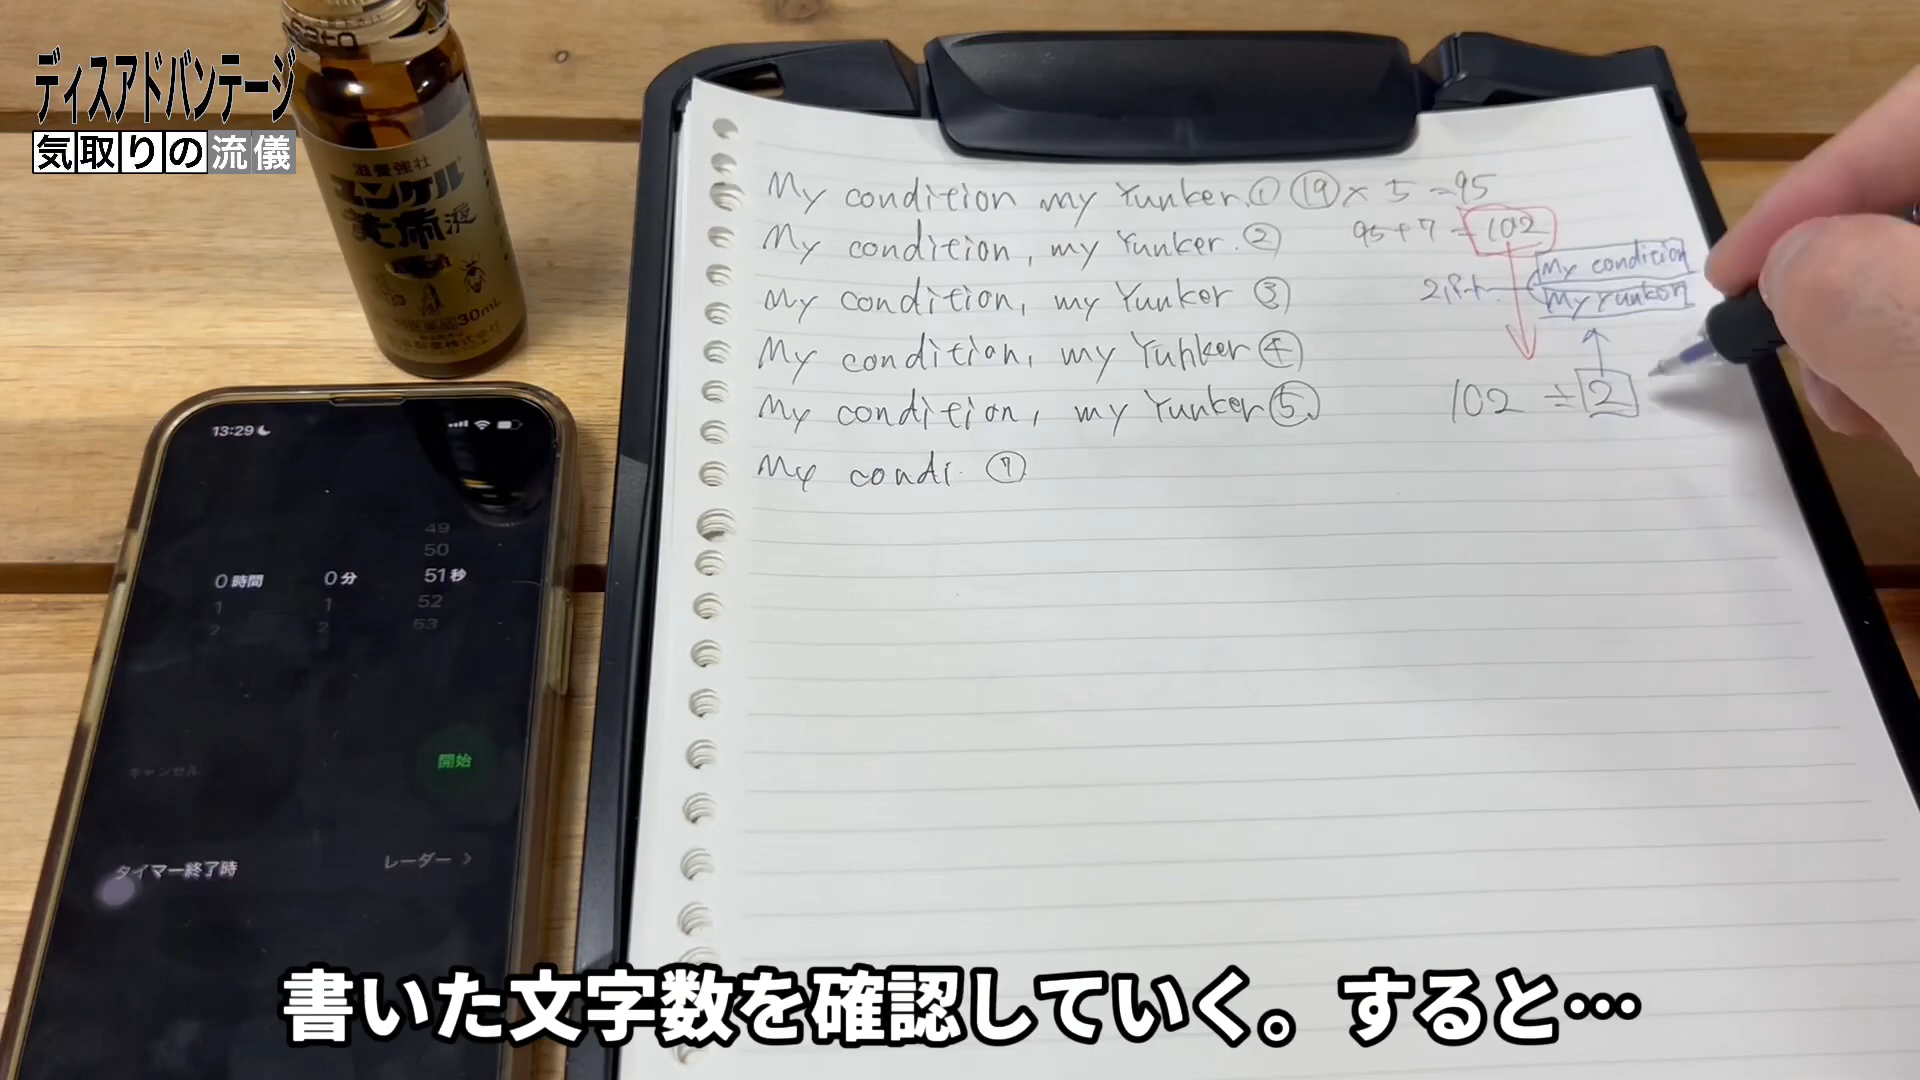 ディスアドバンテージ
気取りの流儀
滋養強壮
ユンケル
黄帝液
30mL
My condition my Yunker. ① ⑲ × 5 = 95
My condition, my Yunker. ② 95+7 = 102
My condition, my Yunker ③
My condition
My Yunker
My condition, my Yunker ④
My condition, my Yunker ⑤
102 ÷ 2
My condi. ⑦
13:29
49
50
0時間 0分 51秒
1 1 52
2 2 53
キャンセル 開始
タイマー終了時 レーダー >
書いた文字数を確認していく。すると…